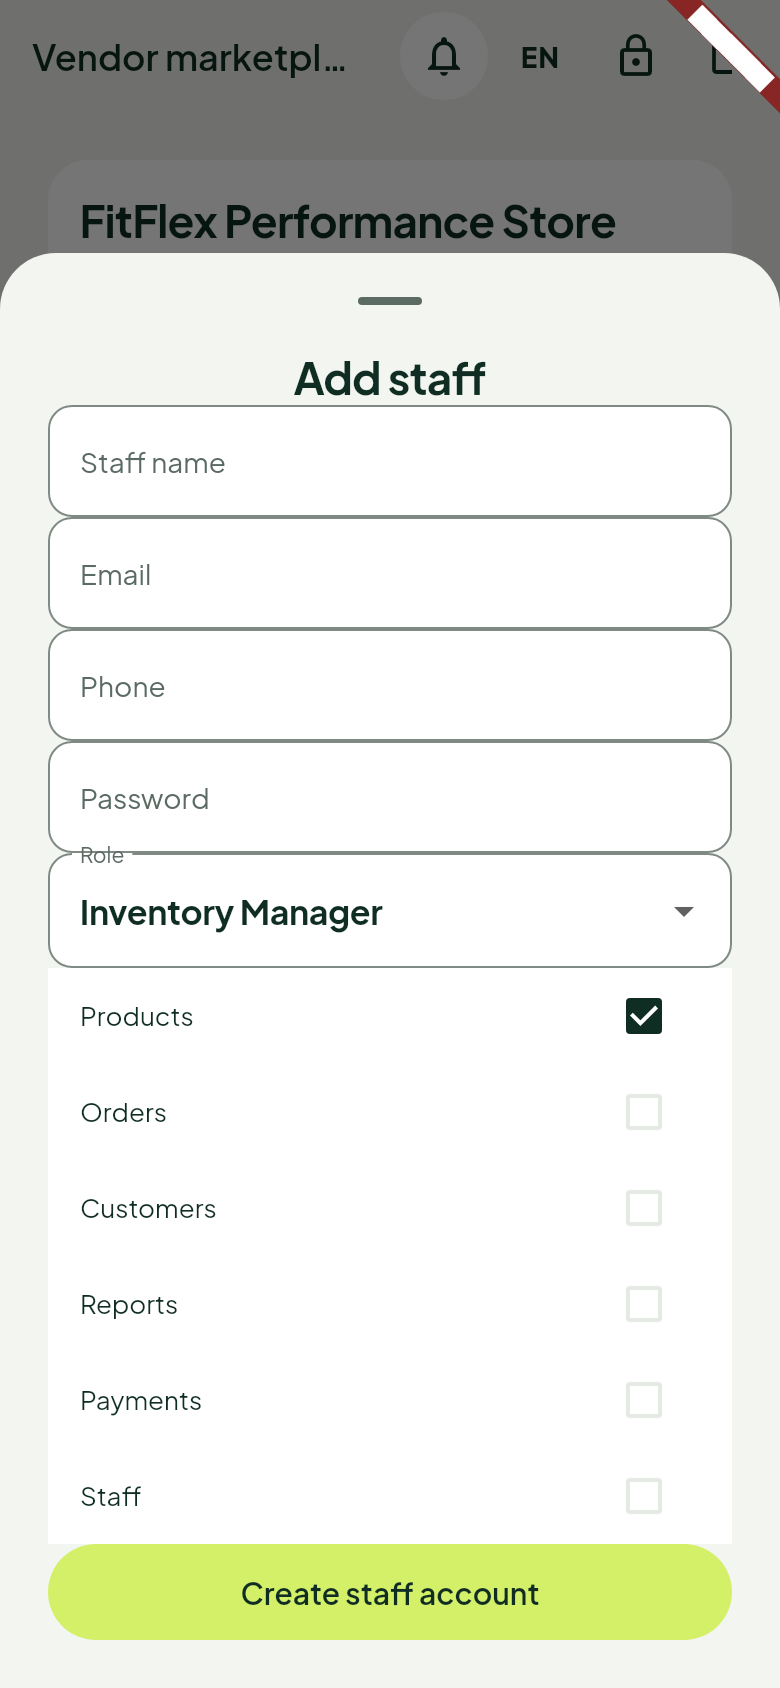 Vendor marketpl...
EN
FitFlex Performance Store
Add staff
Staff name
Email
Phone
Password
Role
Inventory Manager
Products
Orders
Customers
Reports
Payments
Staff
Create staff account